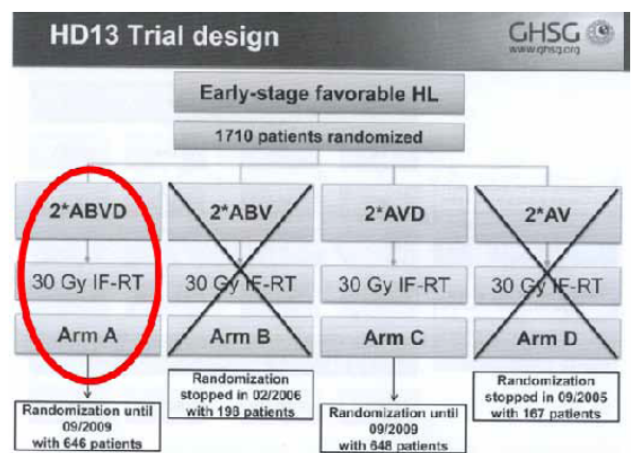 HD13 Trial design
GHSG
www.ghsg.org
Early-stage favorable HL
1710 patients randomized
2*ABVD
2*ABV
2*AVD
2*AV
30 Gy IF-RT
30 Gy IF-RT
30 Gy IF-RT
30 Gy IF-RT
Arm A
Arm B
Arm C
Arm D
Randomization until
09/2009
with 646 patients
Randomization
stopped in 02/2006
with 198 patients
Randomization until
09/2009
with 648 patients
Randomization
stopped in 09/2005
with 167 patients